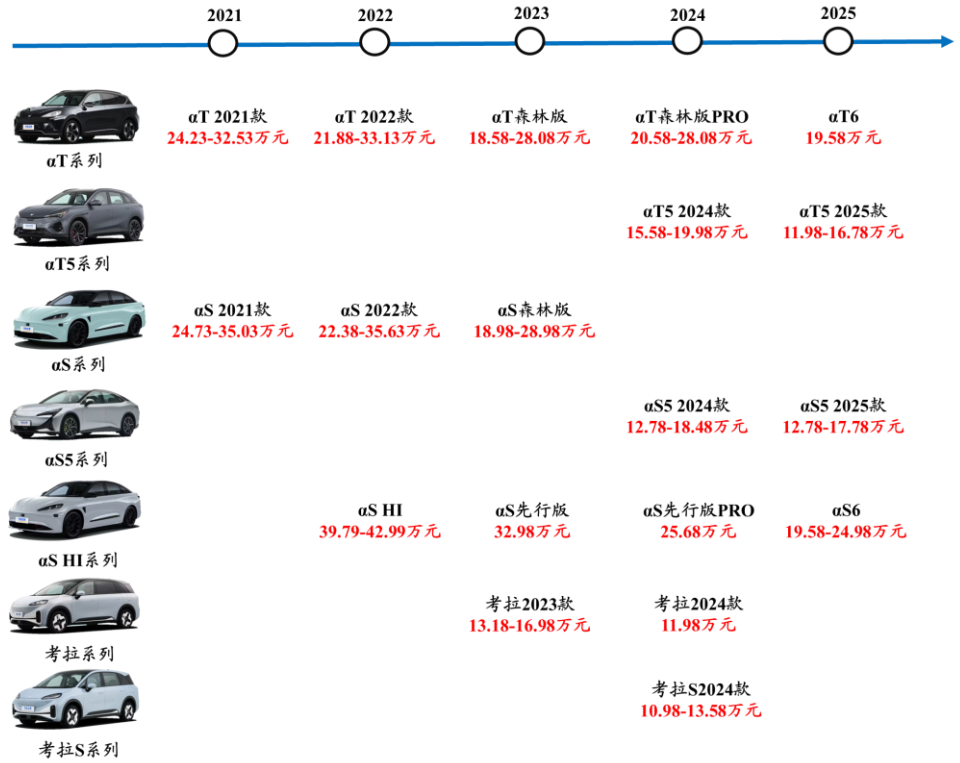 2021 2022 2023 2024 2025
αT 2021款 αT 2022款 αT森林版 αT森林版PRO αT6
24.23-32.53万元 21.88-33.13万元 18.58-28.08万元 20.58-28.08万元 19.58万元
αT系列
αT5 2024款 αT5 2025款
15.58-19.98万元 11.98-16.78万元
αT5系列
αS 2021款 αS 2022款 αS森林版
24.73-35.03万元 22.38-35.63万元 18.98-28.98万元
αS系列
αS5 2024款 αS5 2025款
12.78-18.48万元 12.78-17.78万元
αS5系列
αS HI αS先行版 αS先行版PRO αS6
39.79-42.99万元 32.98万元 25.68万元 19.58-24.98万元
αS HI系列
考拉2023款 考拉2024款
13.18-16.98万元 11.98万元
考拉系列
考拉S2024款
10.98-13.58万元
考拉S系列